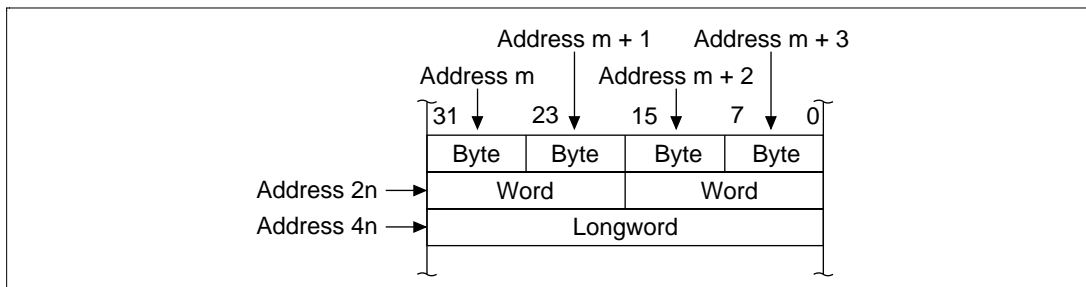 Address m + 1 Address m + 3
Address m Address m + 2
31 23 15 7 0
Byte Byte Byte Byte
Address 2n Word Word
Address 4n Longword